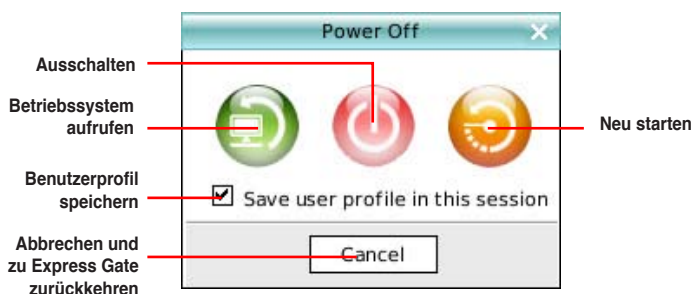 Power Off
Ausschalten
Betriebssystem
aufrufen
Neu starten
Benutzerprofil
speichern
Save user profile in this session
Abbrechen und
zu Express Gate
zurückkehren
Cancel